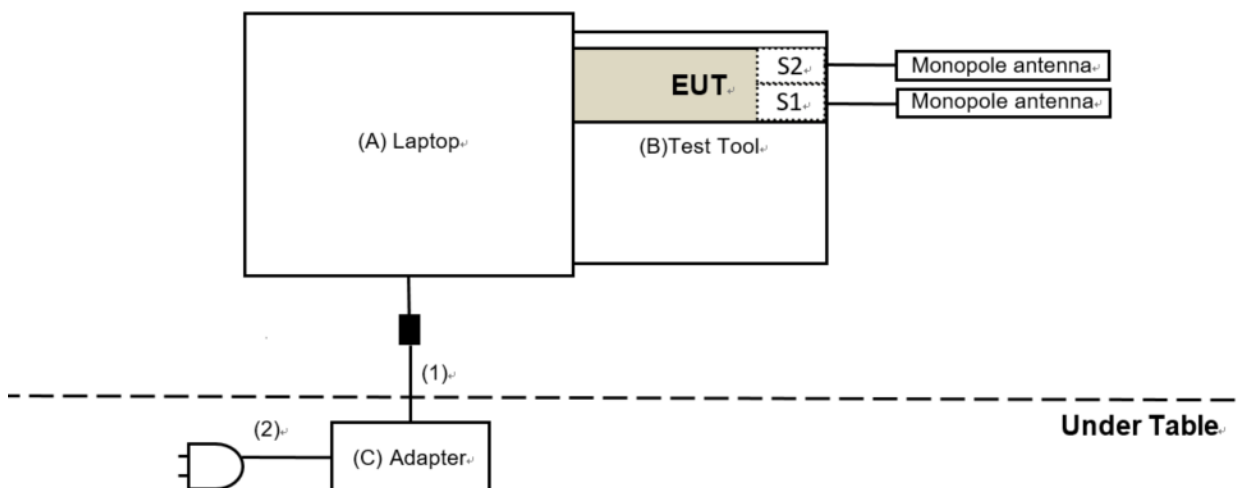 S2
Monopole antenna
EUT
S1
Monopole antenna
(A) Laptop
(B)Test Tool
(1)
Under Table
(2)
(C) Adapter